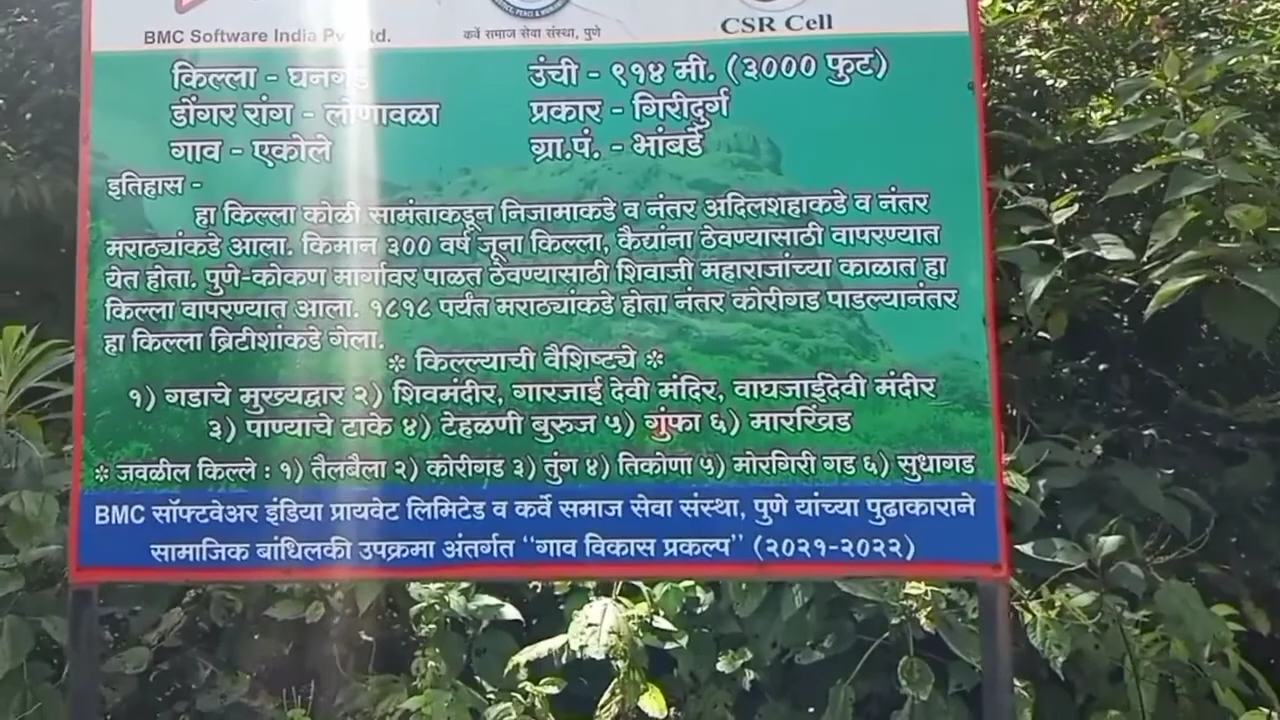 BMC Software India Pvt. Ltd.
कर्वे समाज सेवा संस्था, पुणे
CSR Cell
किल्ला - घनगड
उंची - ९१४ मी. (३००० फुट)
डोंगर रांग - लोणावळा
प्रकार - गिरीदुर्ग
गाव - एकोले
ग्रा.पं. - भांबर्डे
इतिहास -
हा किल्ला कोळी सामंताकडून निजामाकडे व नंतर अदिलशहाकडे व नंतर
मराठ्यांकडे आला. किमान ३०० वर्ष जूना किल्ला, कैद्यांना ठेवण्यासाठी वापरण्यात
येत होता. पुणे-कोकण मार्गावर पाळत ठेवण्यासाठी शिवाजी महाराजांच्या काळात हा
किल्ला वापरण्यात आला. १८१८ पर्यंत मराठ्यांकडे होता नंतर कोरीगड पाडल्यानंतर
हा किल्ला ब्रिटीशांकडे गेला.
* किल्ल्याची वैशिष्ट्ये *
१) गडाचे मुख्यद्वार २) शिवमंदीर, गारजाई देवी मंदिर, वाघजाईदेवी मंदीर
३) पाण्याचे टाके ४) टेहळणी बुरुज ५) गुंफा ६) मारखिंड
* जवळील किल्ले : १) तैलबैला २) कोरीगड ३) तुंग ४) तिकोणा ५) मोरगिरी गड ६) सुधागड
BMC सॉफ्टवेअर इंडिया प्रायवेट लिमिटेड व कर्वे समाज सेवा संस्था, पुणे यांच्या पुढाकाराने
सामाजिक बांधिलकी उपक्रमा अंतर्गत "गाव विकास प्रकल्प" (२०२१-२०२२)